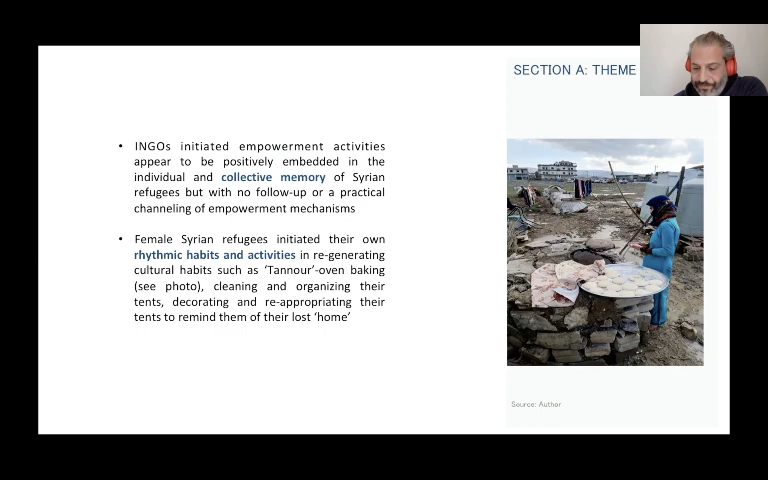 SECTION A: THEME
• INGOs initiated empowerment activities
appear to be positively embedded in the
individual and collective memory of Syrian
refugees but with no follow-up or a practical
channeling of empowerment mechanisms
• Female Syrian refugees initiated their own
rhythmic habits and activities in re-generating
cultural habits such as ‘Tannour’-oven baking
(see photo), cleaning and organizing their
tents, decorating and re-appropriating their
tents to remind them of their lost ‘home’
Source: Author